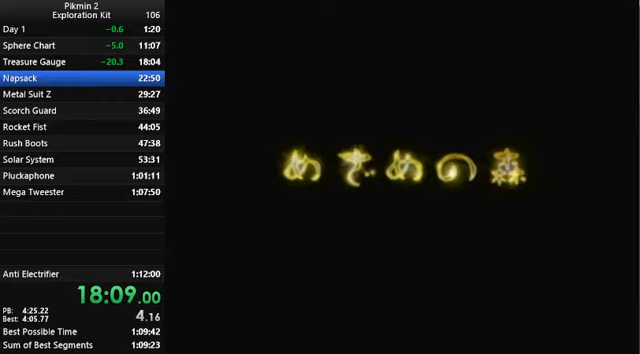 Pikmin 2
Exploration Kit 106
Day 1 -0.6 1:20
Sphere Chart -5.0 11:07
Treasure Gauge -20.3 18:04
Napsack 22:50
Metal Suit Z 29:27
Scorch Guard 36:49
Rocket Fist 44:05
Rush Boots 47:38
Solar System 53:31
Pluckaphone 1:01:11
Mega Tweester 1:07:50
Anti Electrifier 1:12:00
18:09.00
PB: 4:25.22
Best: 4:05.77
4.16
Best Possible Time 1:09:42
Sum of Best Segments 1:09:23
めざめの森